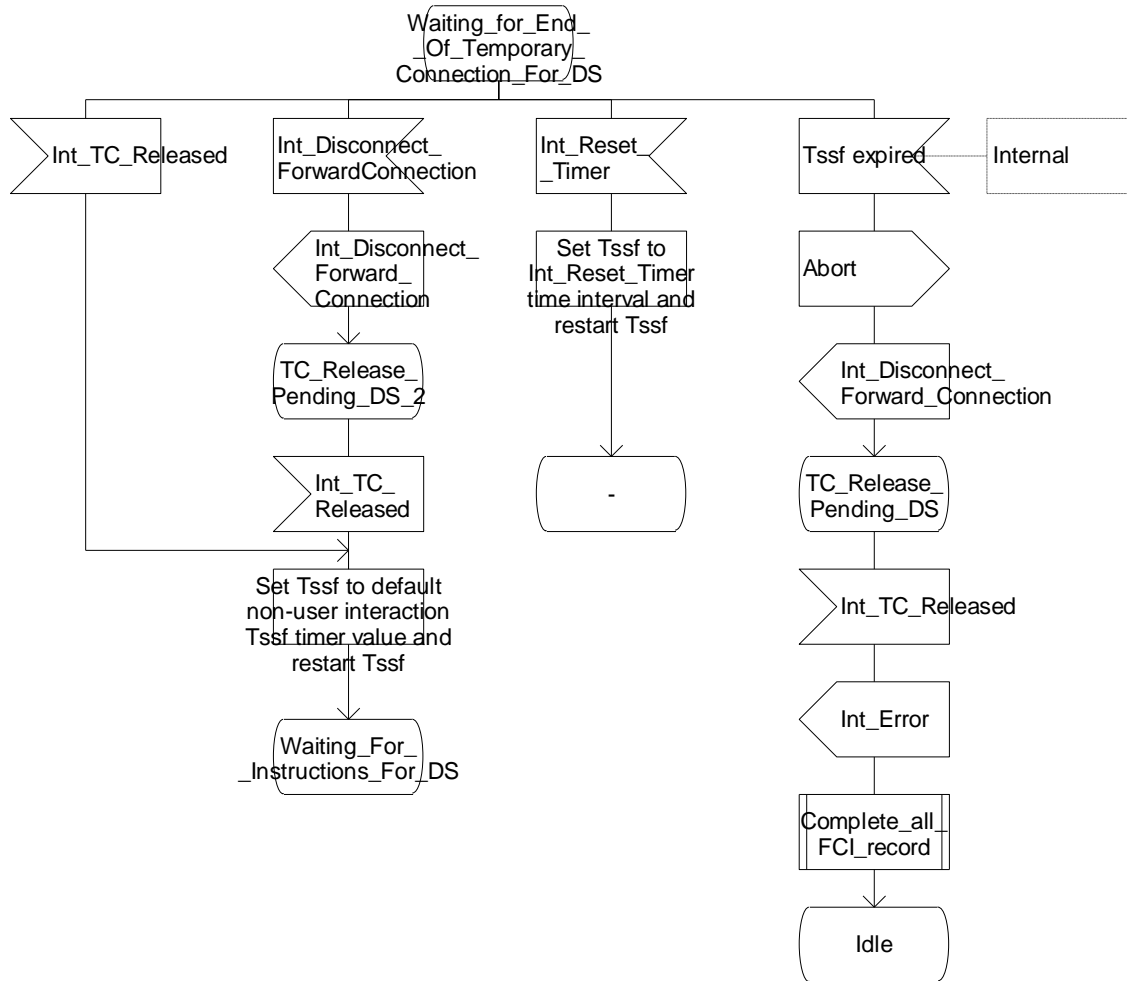 Waiting_for_End_
_Of_Temporary_
Connection_For_DS
Int_TC_Released
Int_Disconnect_
ForwardConnection
Int_Reset_
_Timer
Tssf expired
Internal
Int_Disconnect_
Forward_
Connection
Set Tssf to
Int_Reset_Timer
time interval and
restart Tssf
Abort
TC_Release_
Pending_DS_2
Int_Disconnect_
Forward_Connection
Int_TC_
Released
-
TC_Release_
Pending_DS
Set Tssf to default
non-user interaction
Tssf timer value and
restart Tssf
Int_TC_Released
Waiting_For_
_Instructions_For_DS
Int_Error
Complete_all_
FCI_record
Idle